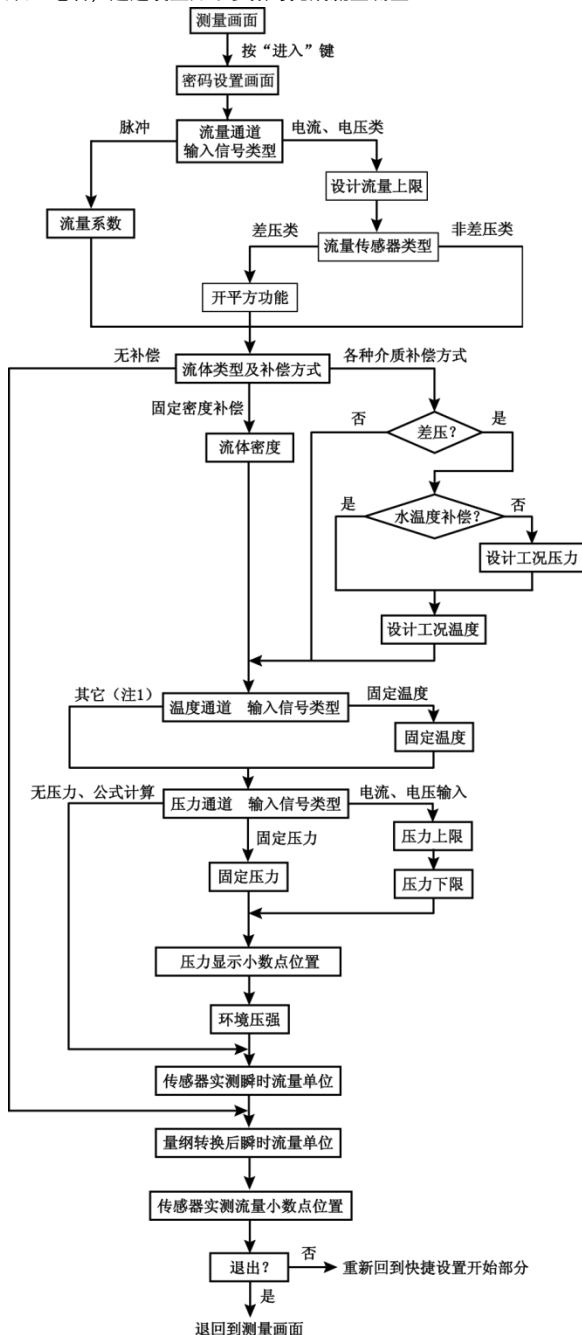 测量画面
按“进入”键
密码设置画面
脉冲
流量通道
输入信号类型
电流、电压类
设计流量上限
流量系数
差压类
流量传感器类型
非差压类
开平方功能
无补偿
流体类型及补偿方式
各种介质补偿方式
固定密度补偿
流体密度
否
差压？
是
是
水温度补偿？
否
设计工况压力
设计工况温度
其它（注1）
温度通道 输入信号类型
固定温度
固定温度
无压力、公式计算
压力通道 输入信号类型
电流、电压输入
固定压力
压力上限
固定压力
压力下限
压力显示小数点位置
环境压强
传感器实测瞬时流量单位
量纲转换后瞬时流量单位
传感器实测流量小数点位置
退出？
否
重新回到快捷设置开始部分
是
退回到测量画面